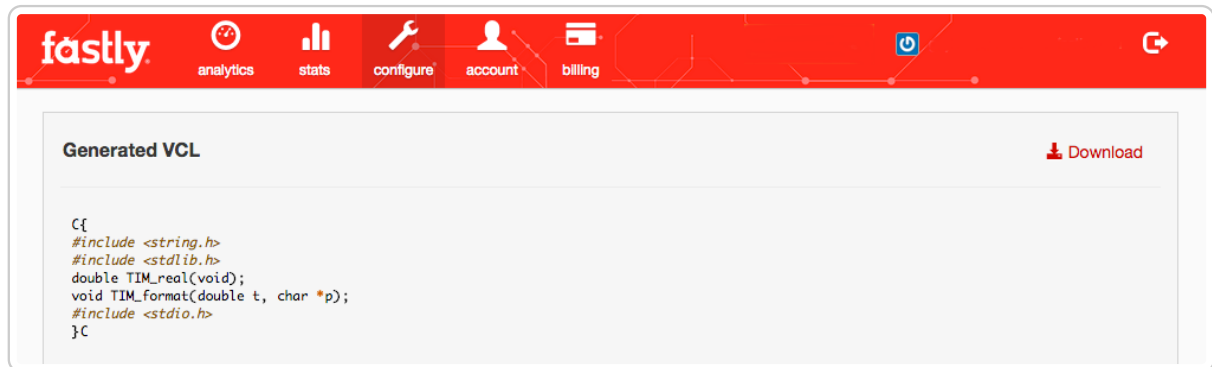 fastly
analytics
stats
configure
account
billing
Generated VCL
Download
C{
#include <string.h>
#include <stdlib.h>
double TIM_real(void);
void TIM_format(double t, char *p);
#include <stdio.h>
}C